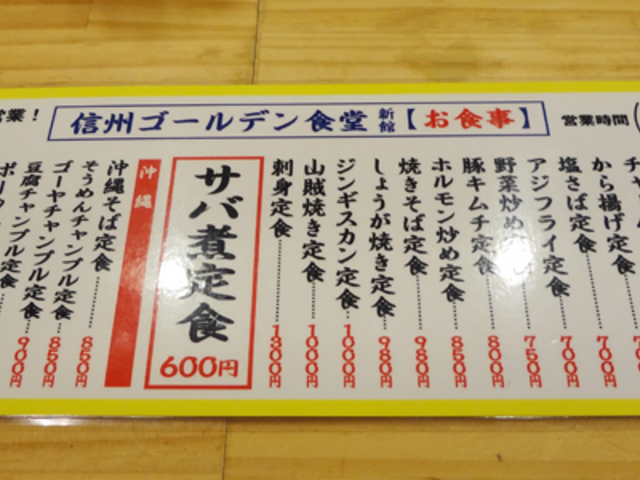 営業！
信州ゴールデン食堂 新館 【お食事】
営業時間
から揚げ定食
塩さば定食 700円
アジフライ定食 700円
野菜炒め定食 750円
豚キムチ定食 800円
ホルモン炒め定食 850円
焼きそば定食 980円
しょうが焼き定食 980円
ジンギスカン定食 1000円
山賊焼き定食 1000円
刺身定食 1300円
サバ煮定食
600円
沖縄
沖縄そば定食 850円
そうめんチャンプル定食 850円
ゴーヤチャンプル定食 900円
豆腐チャンプル定食